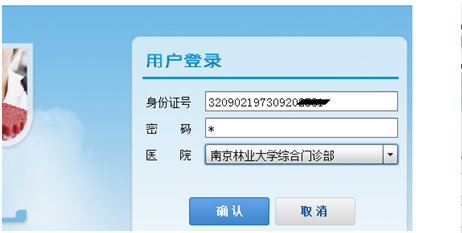 用户登录
身份证号 320902197309202
密 码 *
医 院 南京林业大学综合门诊部
确认 取消